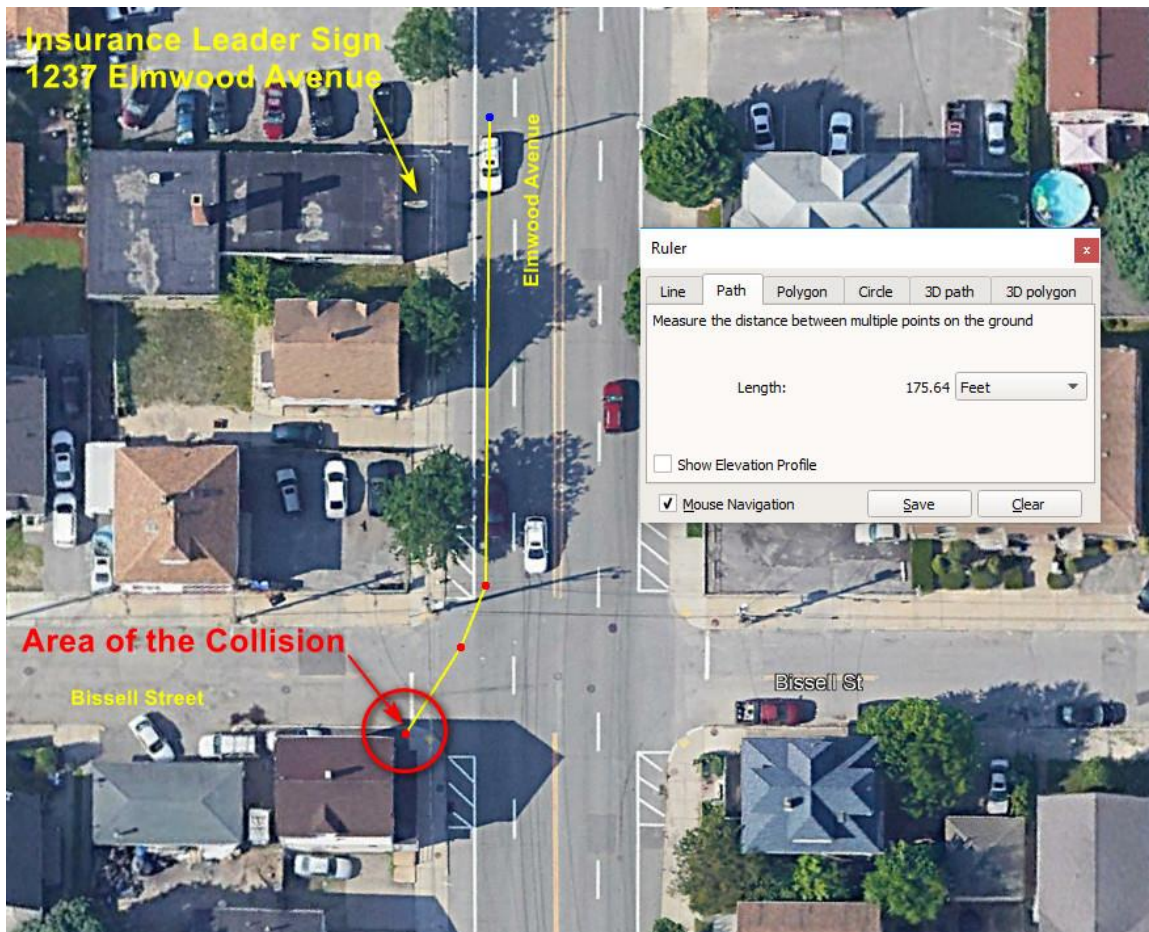 Insurance Leader Sign
1237 Elmwood Avenue
Elmwood Avenue
Ruler
x
Line Path Polygon Circle 3D path 3D polygon
Measure the distance between multiple points on the ground
Length: 175.64 Feet
Show Elevation Profile
Mouse Navigation Save Clear
Area of the Collision
Bissell Street
Bissell St